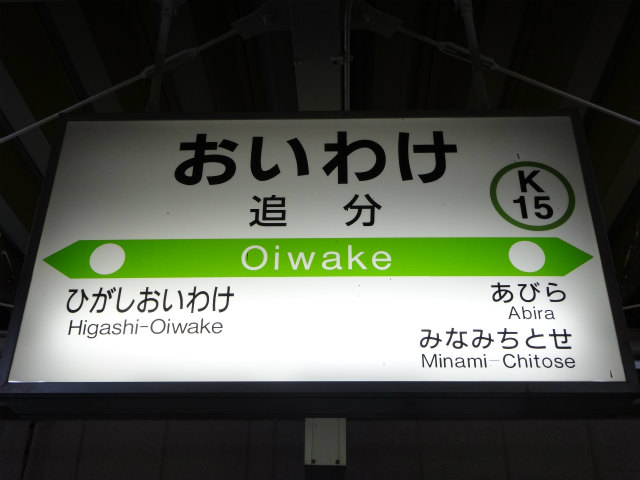 おいわけ
追分
K
15
Oiwake
ひがしおいわけ
Higashi-Oiwake
あびら
Abira
みなみちとせ
Minami-Chitose